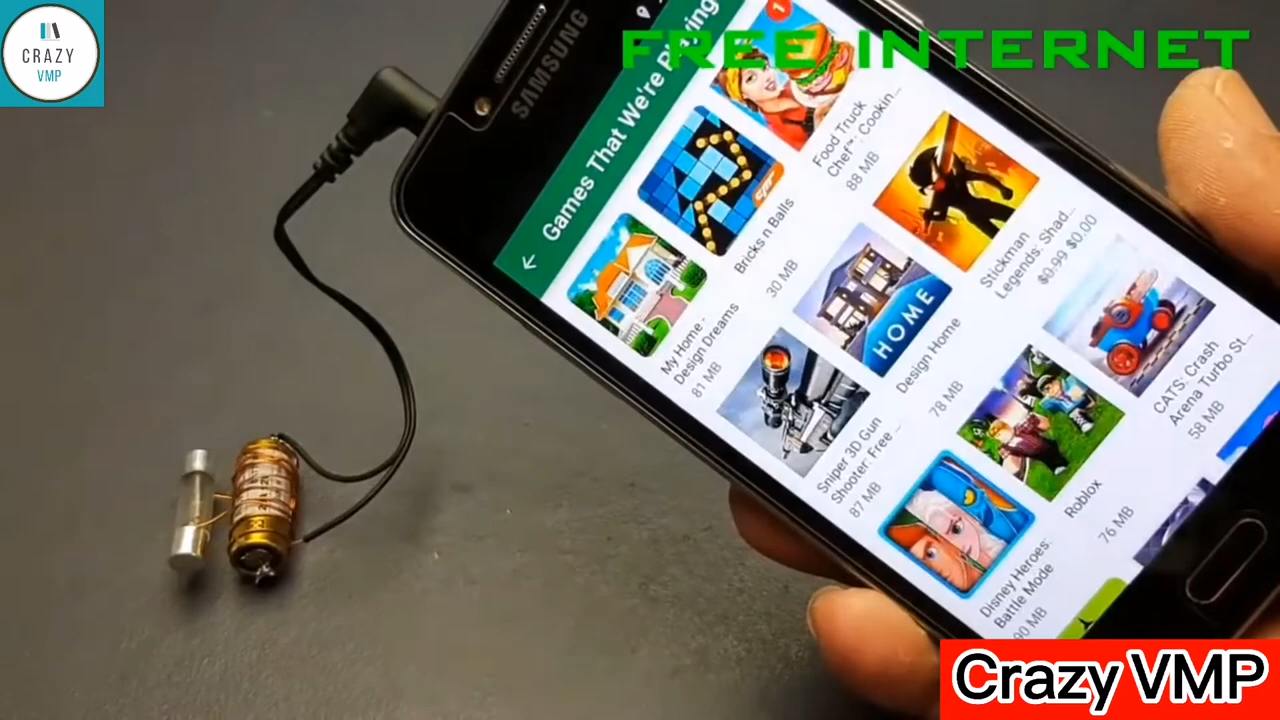 CRAZY
VMP
FREE INTERNET
SAMSUNG
Games That We're Playing
1
My Home -
Design Dreams
81 MB
Bricks n Balls
30 MB
Food Truck
Chef™: Cookin...
88 MB
Sniper 3D Gun
Shooter: Free ...
87 MB
HOME
Design Home
78 MB
Stickman
Legends: Shad...
$0.99 $0.00
Disney Heroes:
Battle Mode
90 MB
Roblox
76 MB
CATS: Crash
Arena Turbo St...
58 MB
Crazy VMP